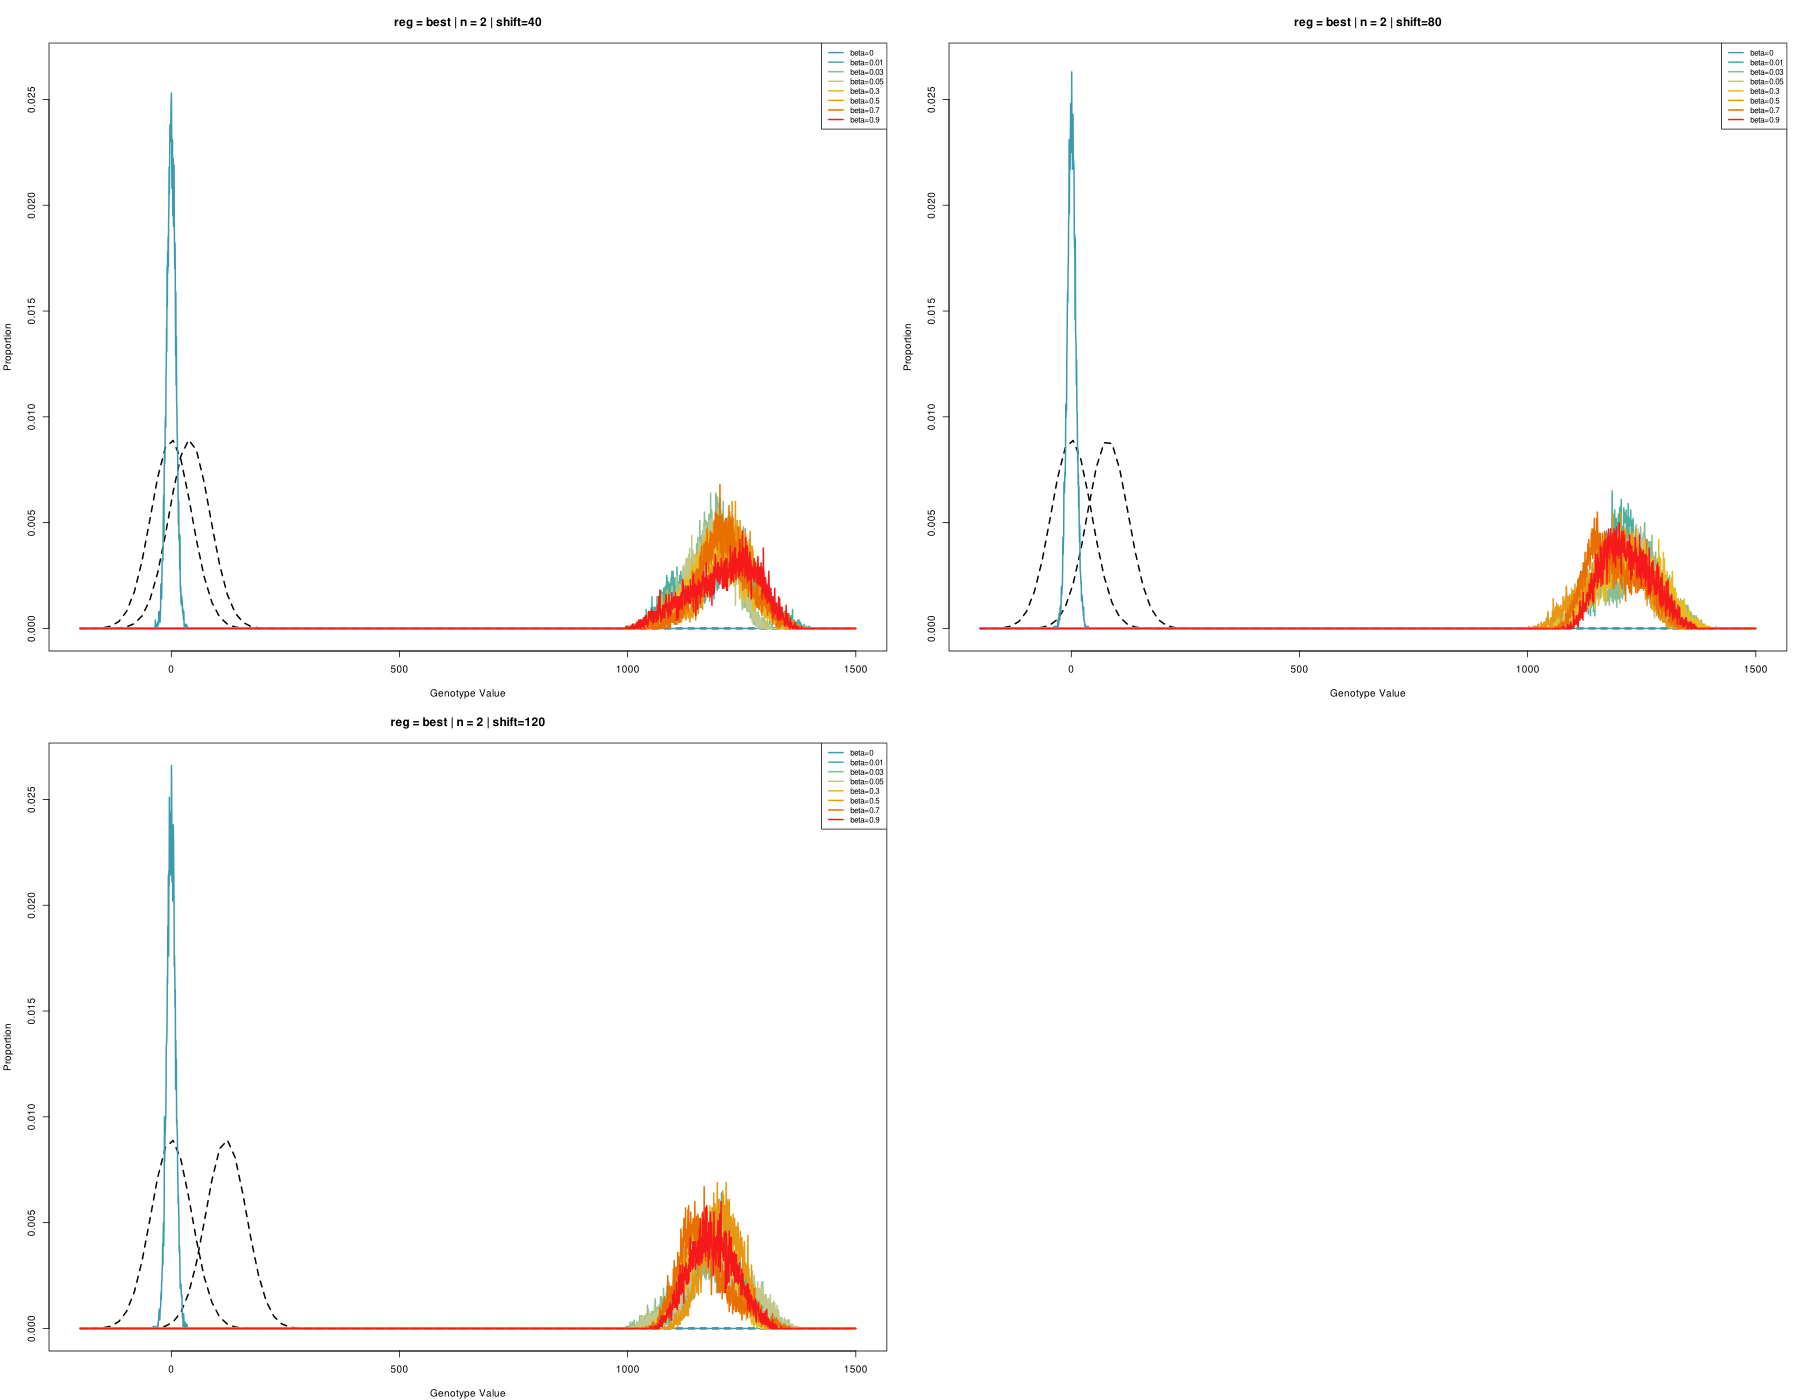 reg = best | n = 2 | shift=40
Proportion
0.025
0.020
0.015
0.010
0.005
0.000
0 500 1000 1500
Genotype Value
beta=0
beta=0.01
beta=0.03
beta=0.05
beta=0.3
beta=0.5
beta=0.7
beta=0.9
reg = best | n = 2 | shift=80
Proportion
0.025
0.020
0.015
0.010
0.005
0.000
0 500 1000 1500
Genotype Value
beta=0
beta=0.01
beta=0.03
beta=0.05
beta=0.3
beta=0.5
beta=0.7
beta=0.9
reg = best | n = 2 | shift=120
Proportion
0.025
0.020
0.015
0.010
0.005
0.000
0 500 1000 1500
Genotype Value
beta=0
beta=0.01
beta=0.03
beta=0.05
beta=0.3
beta=0.5
beta=0.7
beta=0.9